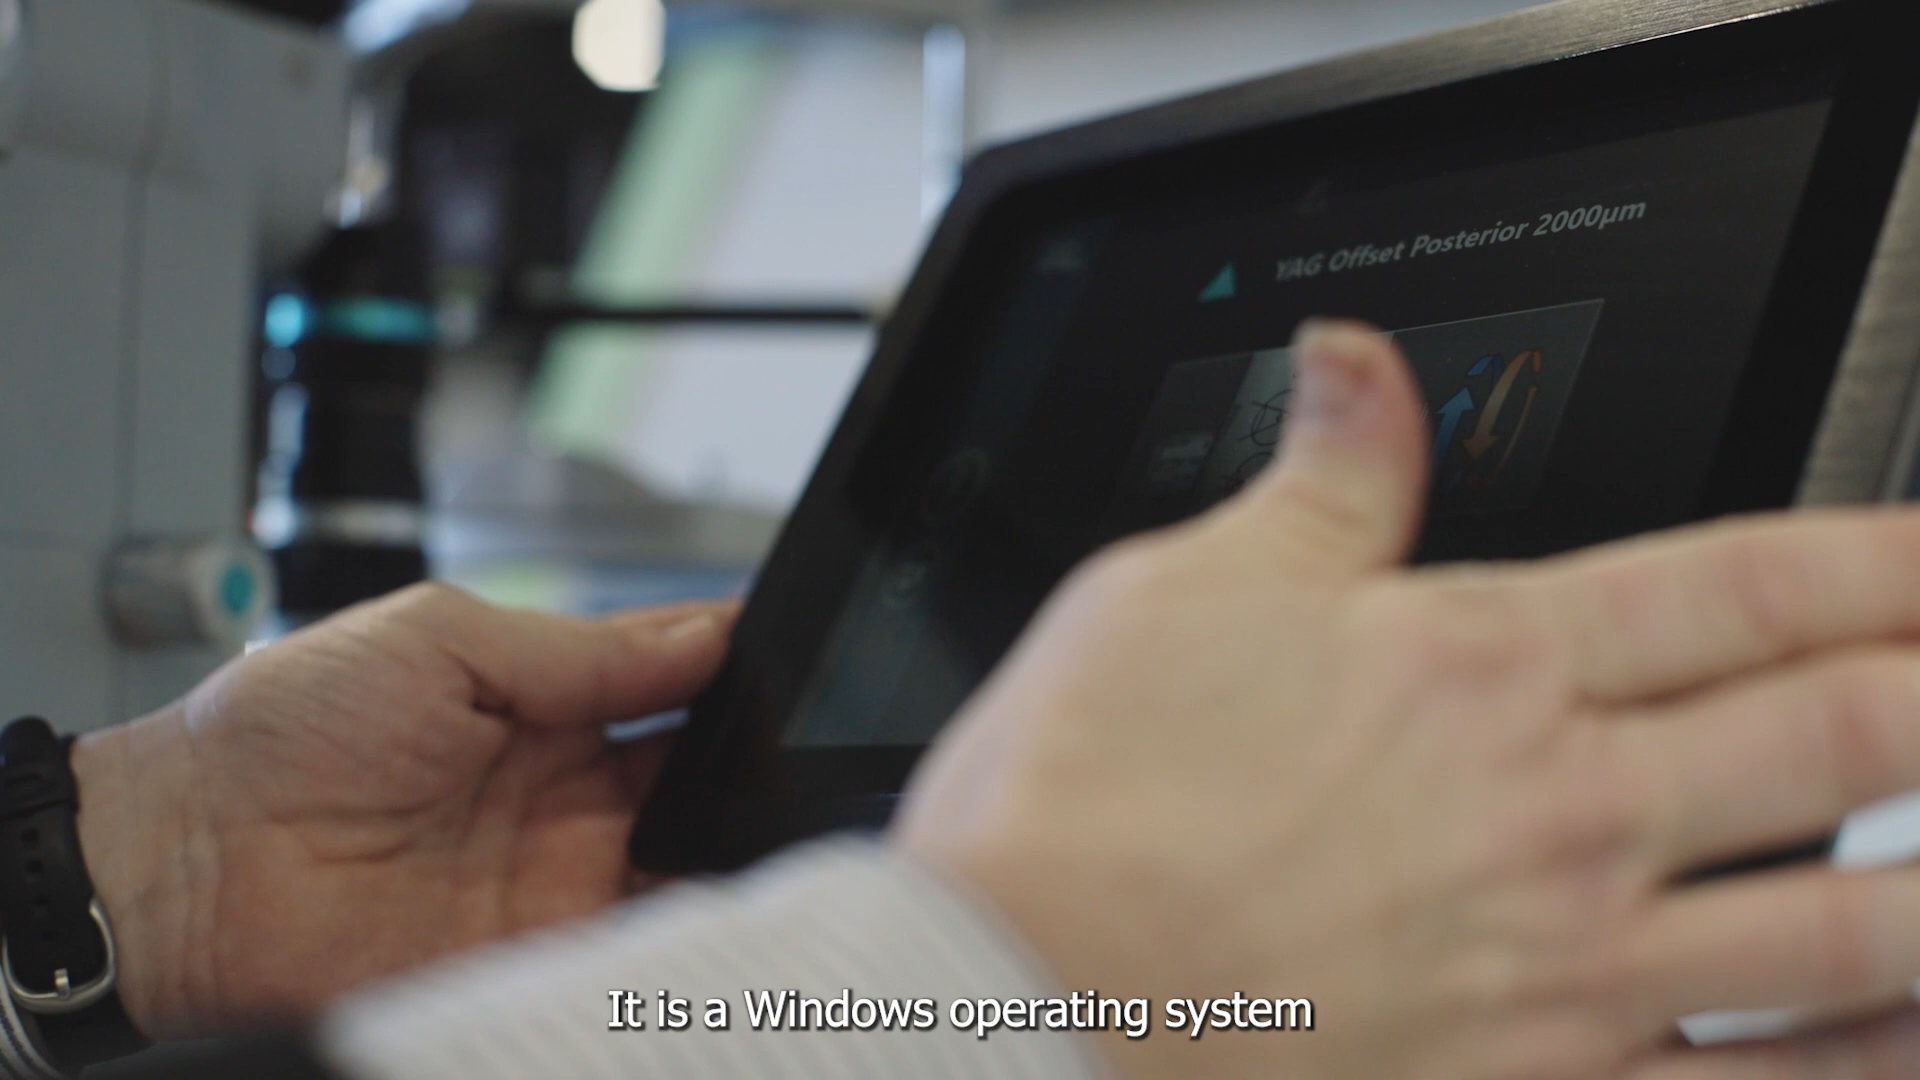 YAG Offset Posterior 2000µm
It is a Windows operating system